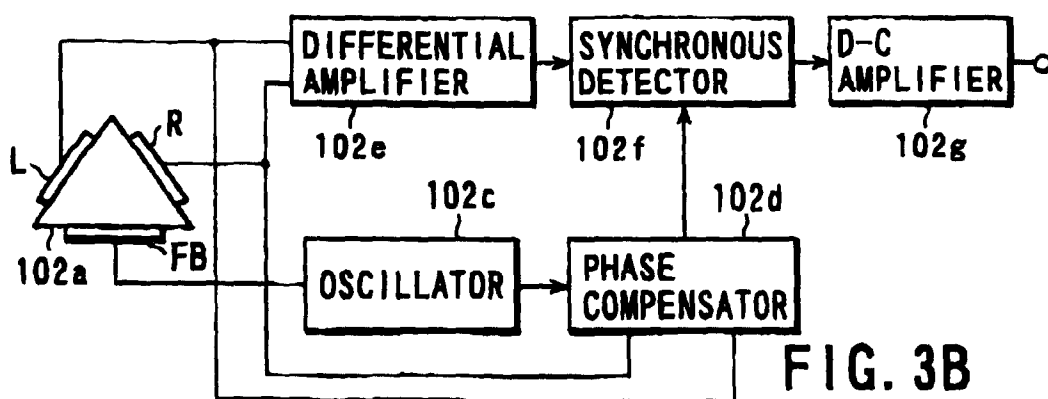 DIFFERENTIAL
AMPLIFIER
SYNCHRONOUS
DETECTOR
D-C
AMPLIFIER
102e
102f
102g
L
R
102a
FB
102c
102d
OSCILLATOR
PHASE
COMPENSATOR
FIG. 3B